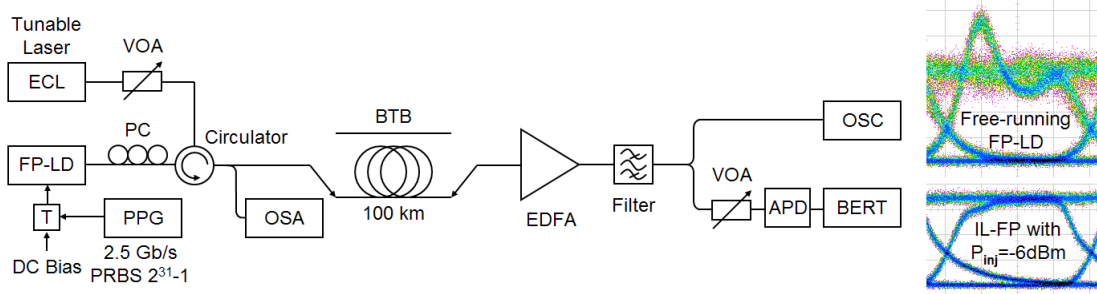 Tunable
Laser
ECL
VOA
PC
Circulator
FP-LD
T
PPG
DC Bias
2.5 Gb/s
PRBS 2³¹-1
OSA
BTB
100 km
EDFA
Filter
OSC
VOA
APD
BERT
Free-running
FP-LD
IL-FP with
Pinj=-6dBm